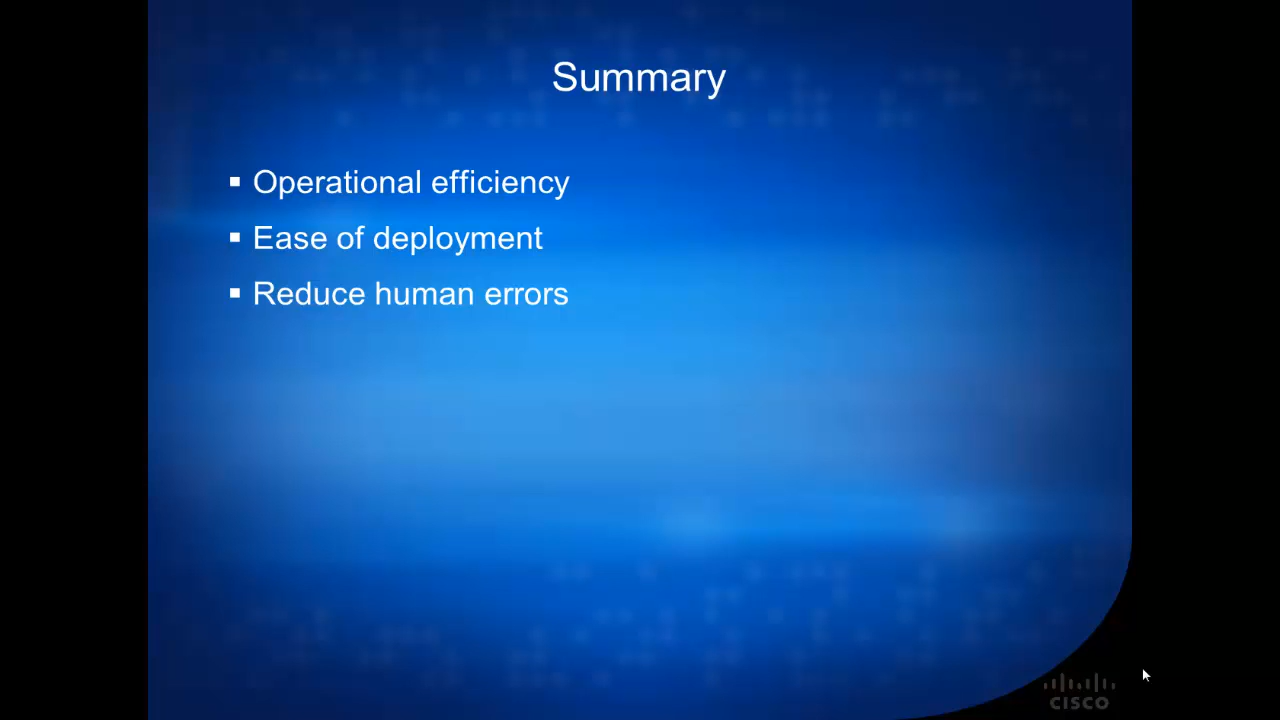 Summary
▪ Operational efficiency
▪ Ease of deployment
▪ Reduce human errors
CISCO